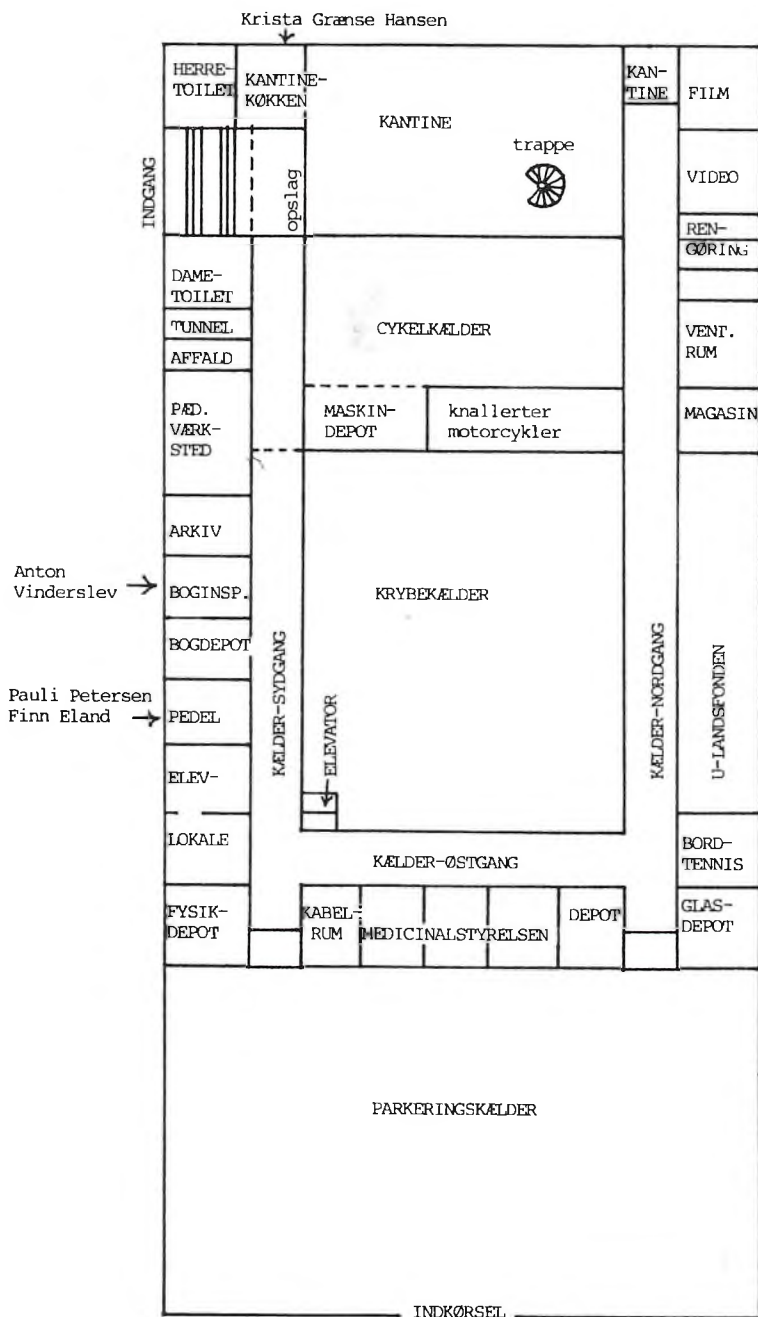 Krista Grænse Hansen
HERRE-
TOILET
KANTINE-
KØKKEN
KANTINE
KAN-
TINE
FILM
trappe
INDGANG
opslag
VIDEO
REN-
GØRING
DAME-
TOILET
TUNNEL
AFFALD
CYKELKÆLDER
VENT.
RUM
PÆD.
VÆRK-
STED
MASKIN-
DEPOT
knallerter
motorcykler
MAGASIN
ARKIV
Anton
Vinderslev
BOGINSP.
KRYBEKÆLDER
BOGDEPOT
Pauli Petersen
Finn Eland
PEDEL
KÆLDER-SYDGANG
ELEVATOR
KÆLDER-NORDGANG
U-LANDSFONDEN
ELEV-
LOKALE
KÆLDER-ØSTGANG
BORD-
TENNIS
FYSIK-
DEPOT
KABEL-
RUM
MEDICINALSTYRELSEN
DEPOT
GLAS-
DEPOT
PARKERINGSKÆLDER
INDKØRSEL